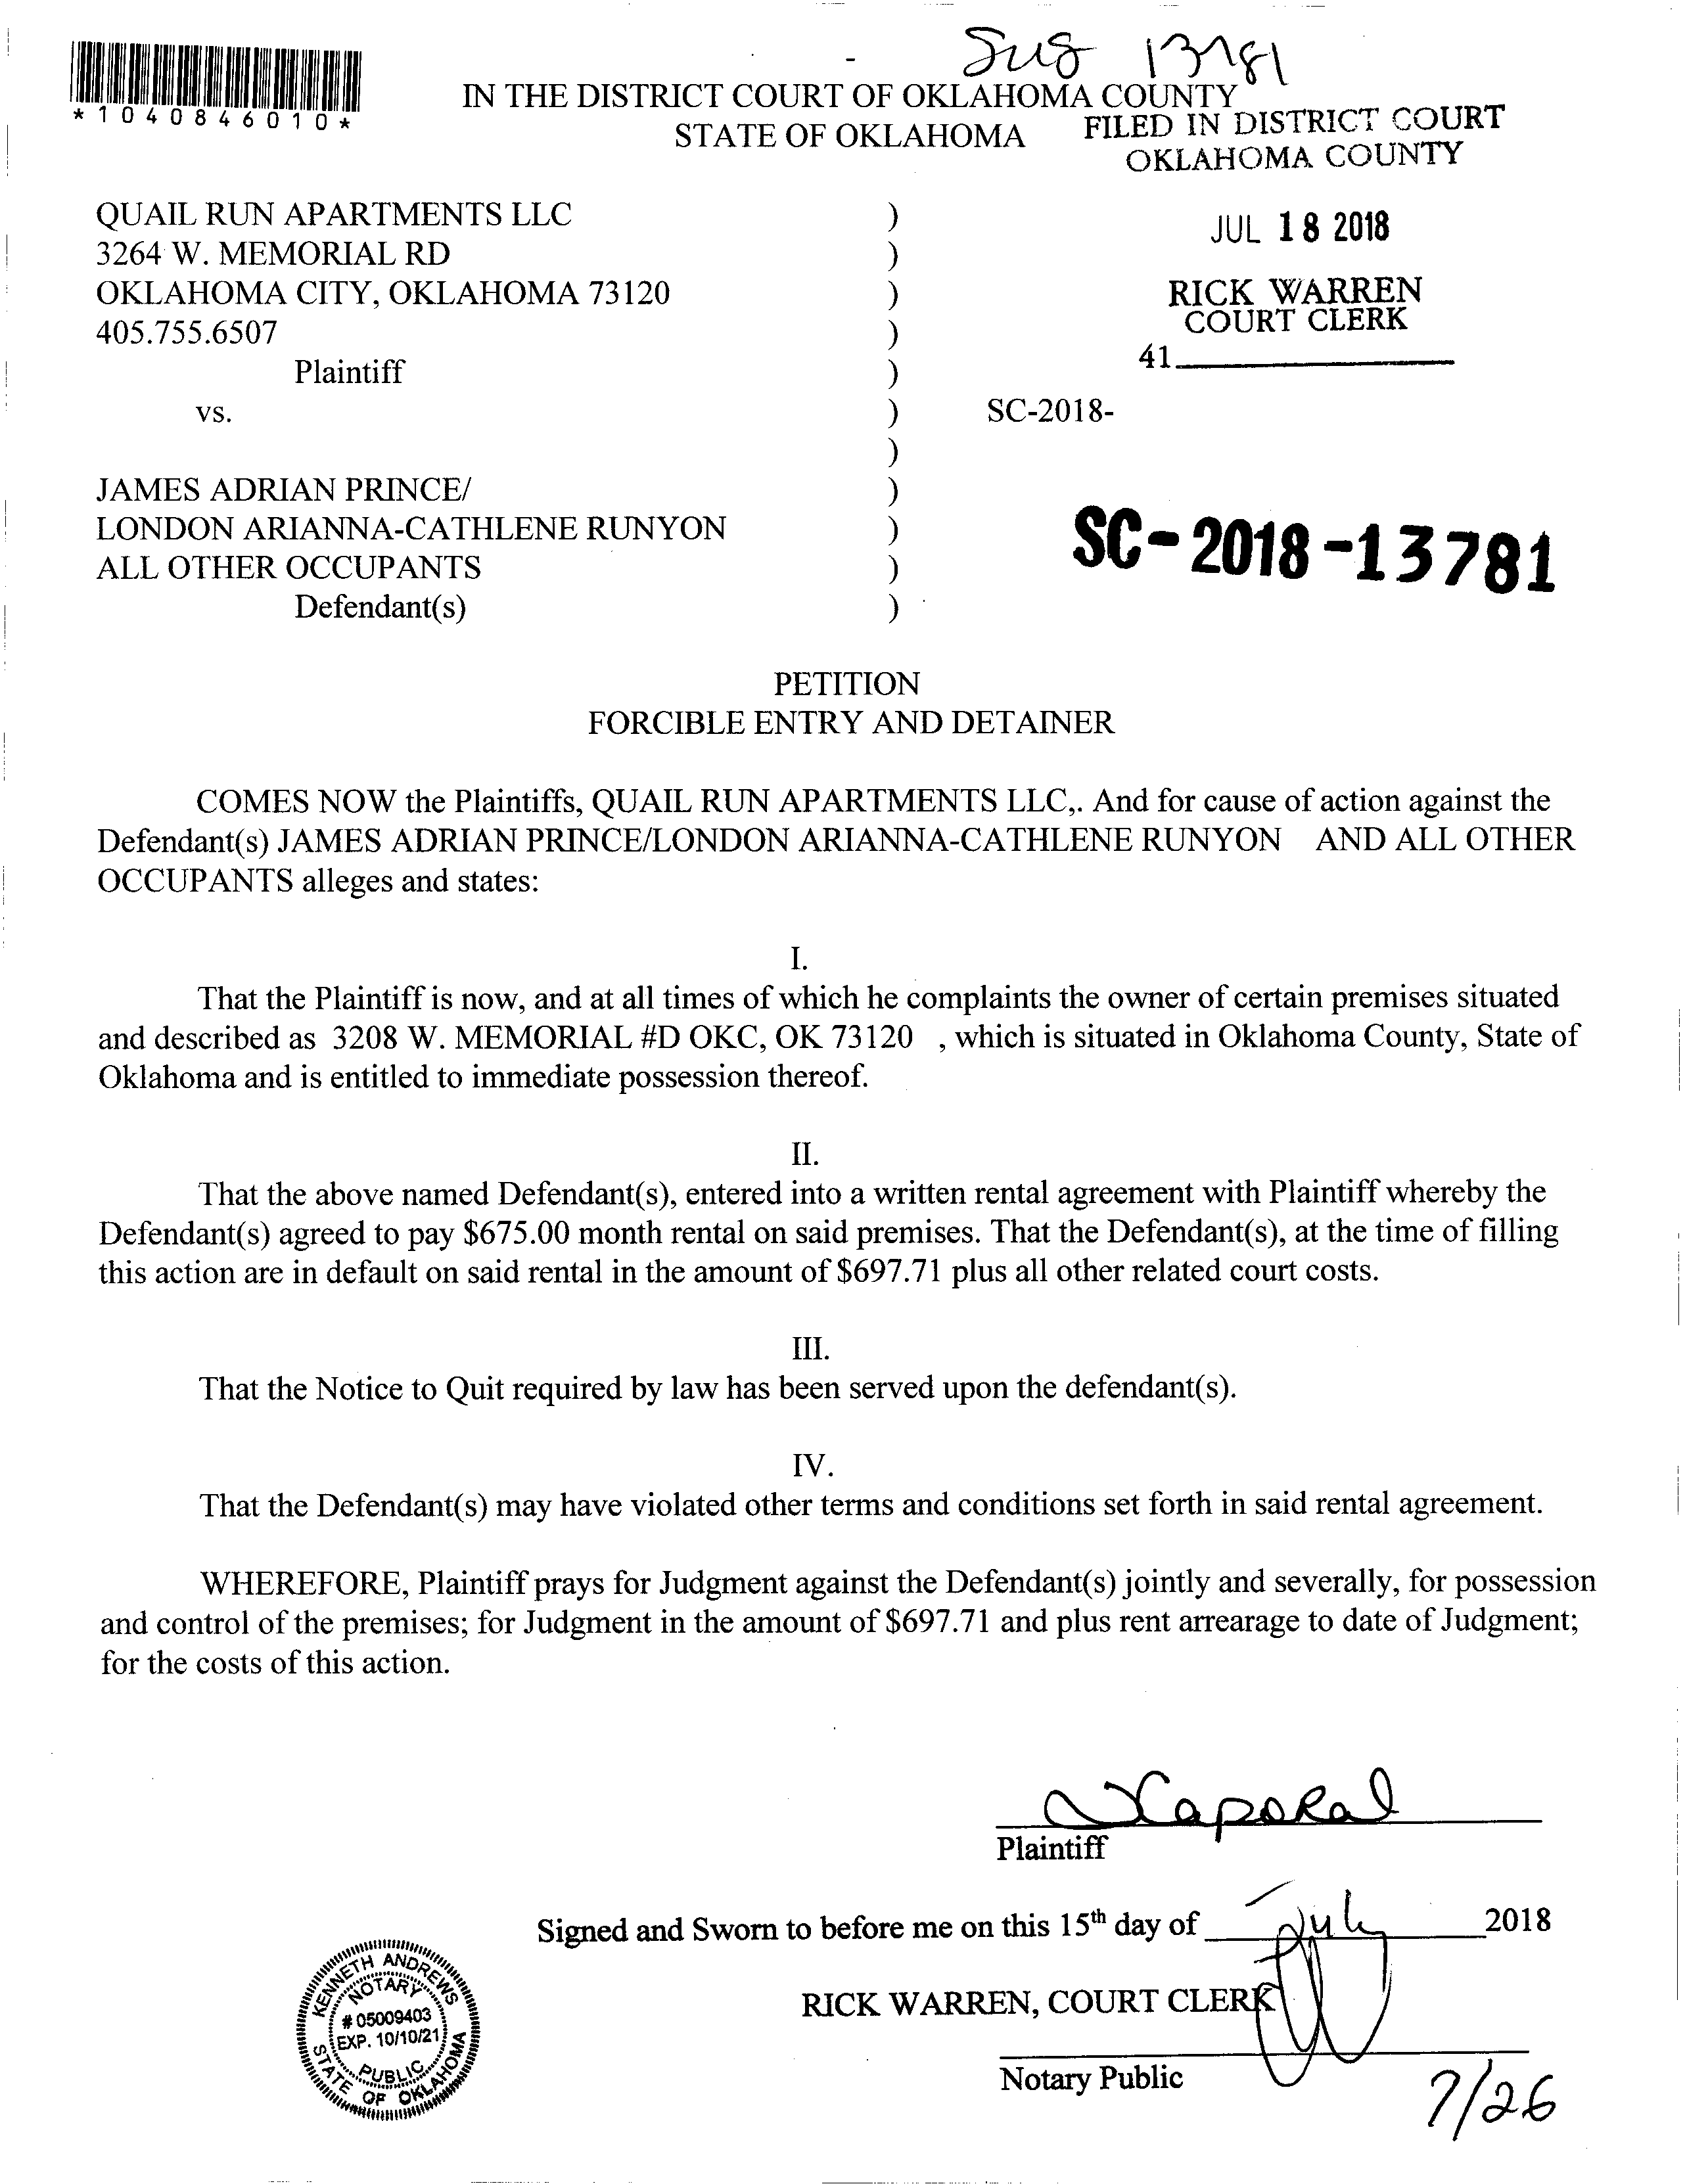 13781
*1040846010*
IN THE DISTRICT COURT OF OKLAHOMA COUNTY
STATE OF OKLAHOMA
FILED IN DISTRICT COURT
OKLAHOMA COUNTY
JUL 18 2018
RICK WARREN
COURT CLERK
41
QUAIL RUN APARTMENTS LLC )
3264 W. MEMORIAL RD )
OKLAHOMA CITY, OKLAHOMA 73120 )
405.755.6507 )
Plaintiff )
vs. ) SC-2018-
)
JAMES ADRIAN PRINCE/ )
LONDON ARIANNA-CATHLENE RUNYON )
ALL OTHER OCCUPANTS )
Defendant(s) )
SC-2018-13781
PETITION
FORCIBLE ENTRY AND DETAINER
COMES NOW the Plaintiffs, QUAIL RUN APARTMENTS LLC,. And for cause of action against the
Defendant(s) JAMES ADRIAN PRINCE/LONDON ARIANNA-CATHLENE RUNYON AND ALL OTHER
OCCUPANTS alleges and states:
I.
That the Plaintiff is now, and at all times of which he complaints the owner of certain premises situated
and described as 3208 W. MEMORIAL #D OKC, OK 73120 , which is situated in Oklahoma County, State of
Oklahoma and is entitled to immediate possession thereof.
II.
That the above named Defendant(s), entered into a written rental agreement with Plaintiff whereby the
Defendant(s) agreed to pay $675.00 month rental on said premises. That the Defendant(s), at the time of filling
this action are in default on said rental in the amount of $697.71 plus all other related court costs.
III.
That the Notice to Quit required by law has been served upon the defendant(s).
IV.
That the Defendant(s) may have violated other terms and conditions set forth in said rental agreement.
WHEREFORE, Plaintiff prays for Judgment against the Defendant(s) jointly and severally, for possession
and control of the premises; for Judgment in the amount of $697.71 and plus rent arrearage to date of Judgment;
for the costs of this action.
Plaintiff
Signed and Sworn to before me on this 15th day of July 2018
RICK WARREN, COURT CLERK
Notary Public
7/26
KENNETH ANDREWS
NOTARY
# 05009403
EXP. 10/10/21
PUBLIC
STATE OF OKLAHOMA